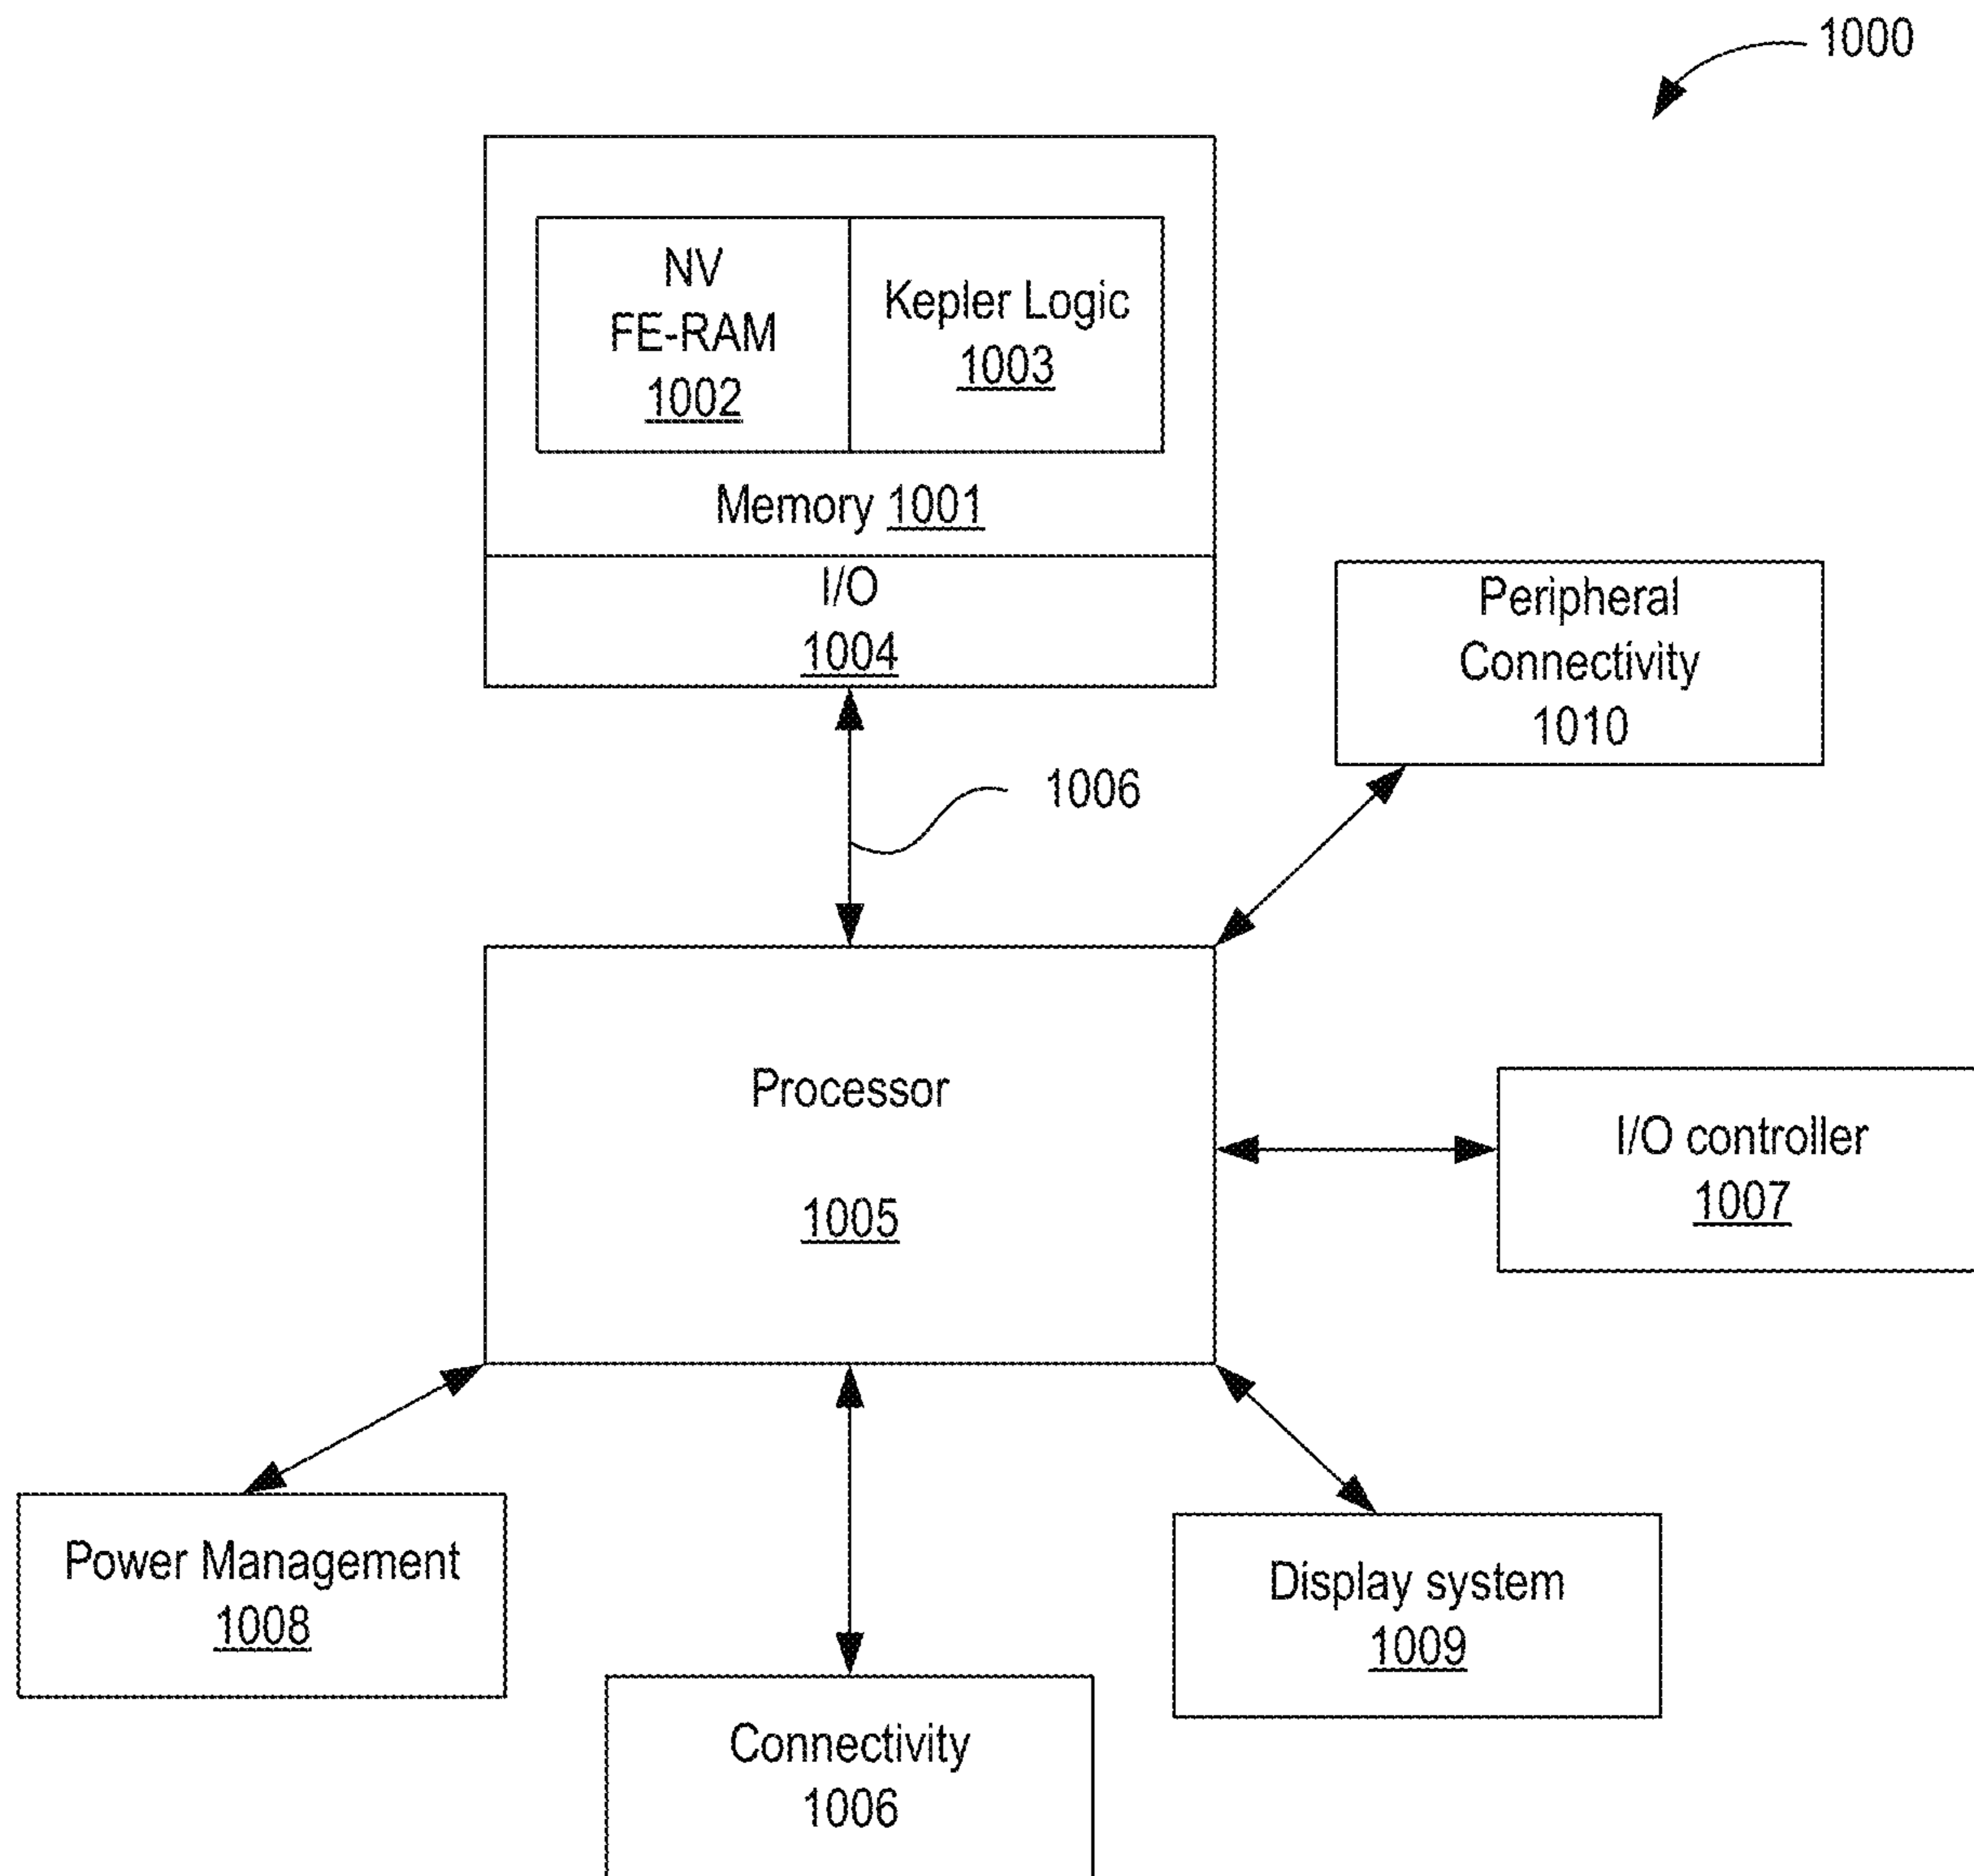 1000
NV
FE-RAM
1002
Kepler Logic
1003
Memory 1001
I/O
1004
Peripheral
Connectivity
1010
1006
Processor
1005
I/O controller
1007
Power Management
1008
Display system
1009
Connectivity
1006